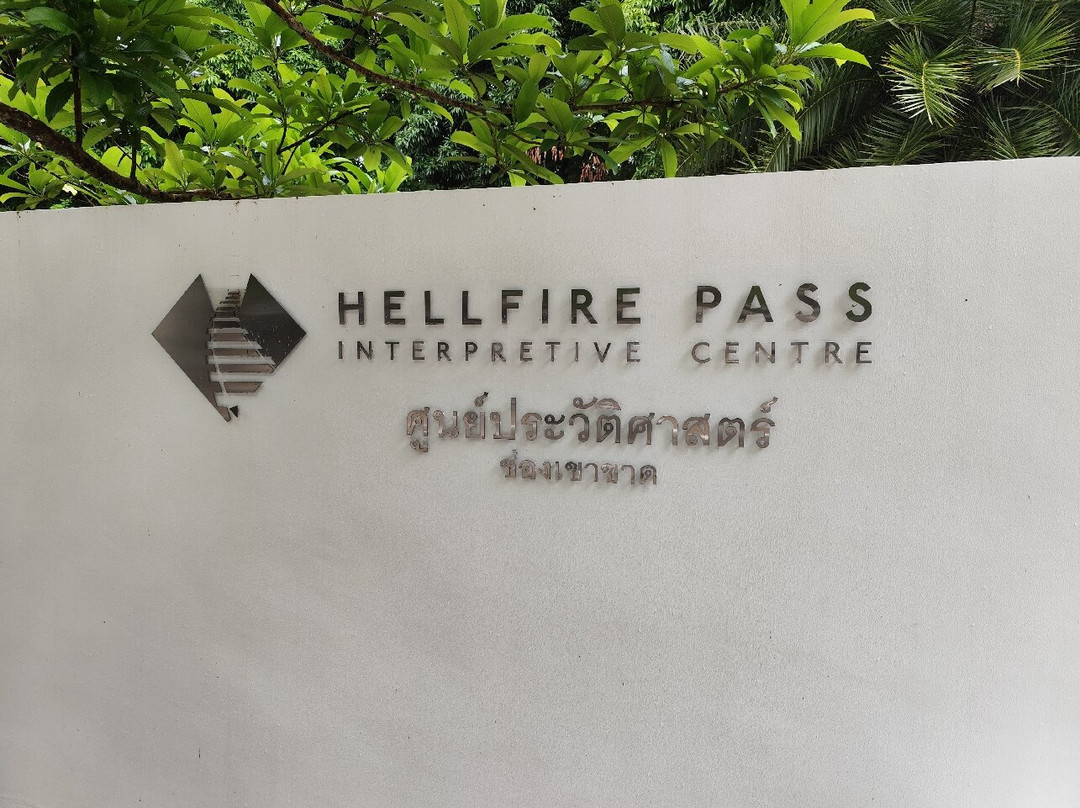 HELLFIRE PASS
INTERPRETIVE CENTRE
ศูนย์ประวัติศาสตร์
ช่องเขาขาด